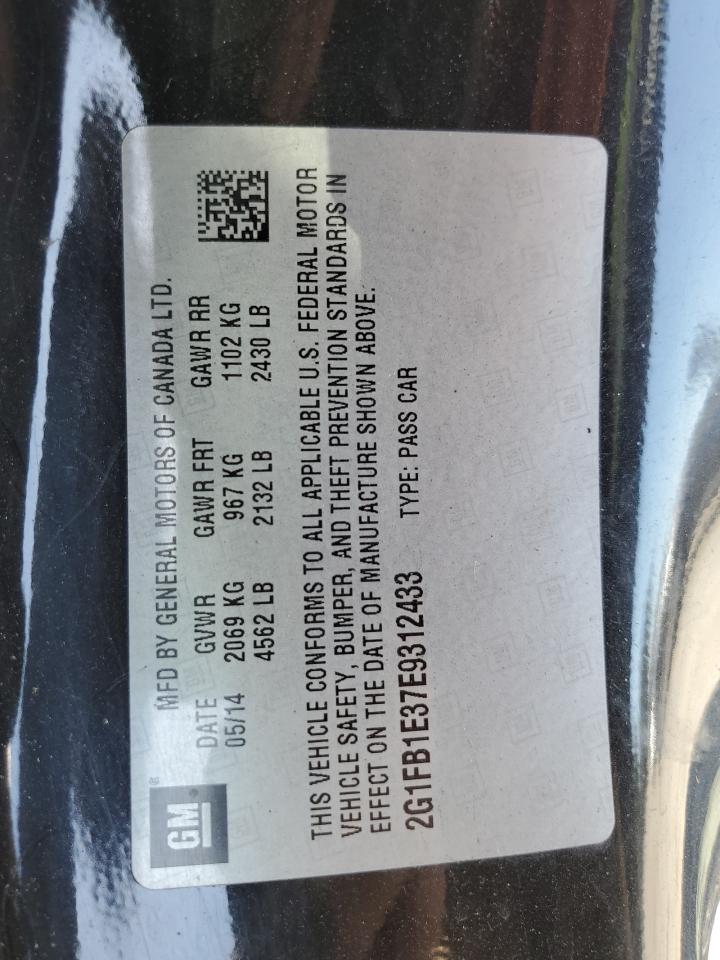 GM®
MFD BY GENERAL MOTORS OF CANADA LTD.
DATE GVWR GAWR FRT GAWR RR
05/14 2069 KG 967 KG 1102 KG
4562 LB 2132 LB 2430 LB
THIS VEHICLE CONFORMS TO ALL APPLICABLE U.S. FEDERAL MOTOR
VEHICLE SAFETY, BUMPER, AND THEFT PREVENTION STANDARDS IN
EFFECT ON THE DATE OF MANUFACTURE SHOWN ABOVE.
2G1FB1E37E9312433 TYPE: PASS CAR